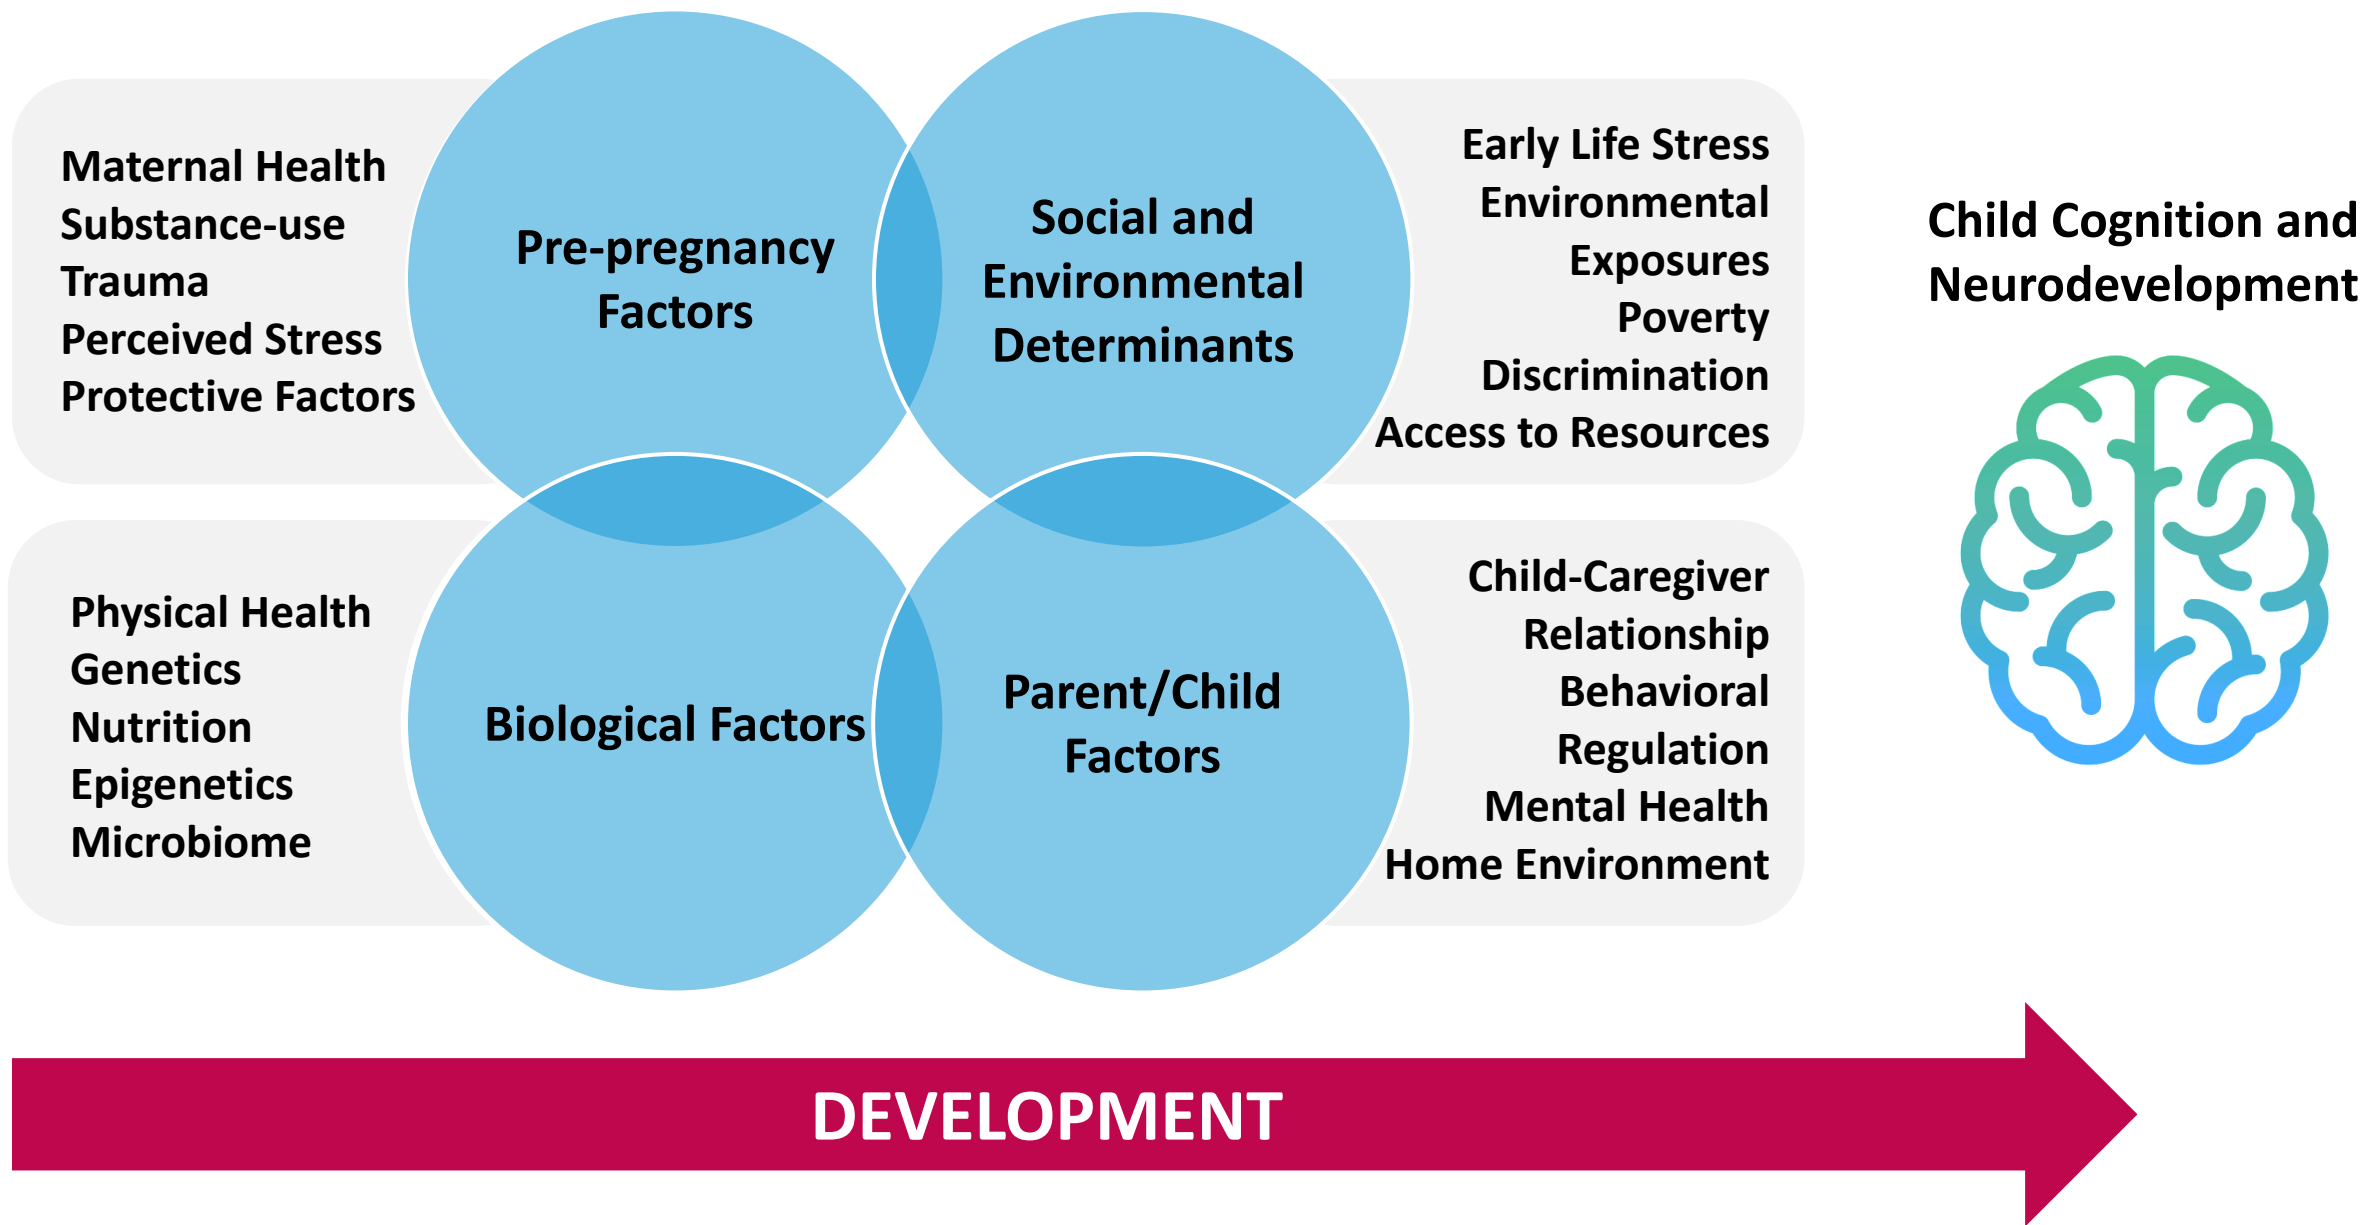 Maternal Health
Substance-use
Trauma
Perceived Stress
Protective Factors
Pre-pregnancy
Factors
Social and
Environmental
Determinants
Early Life Stress
Environmental
Exposures
Poverty
Discrimination
Access to Resources
Child Cognition and
Neurodevelopment
Physical Health
Genetics
Nutrition
Epigenetics
Microbiome
Biological Factors
Parent/Child
Factors
Child-Caregiver
Relationship
Behavioral
Regulation
Mental Health
Home Environment
DEVELOPMENT